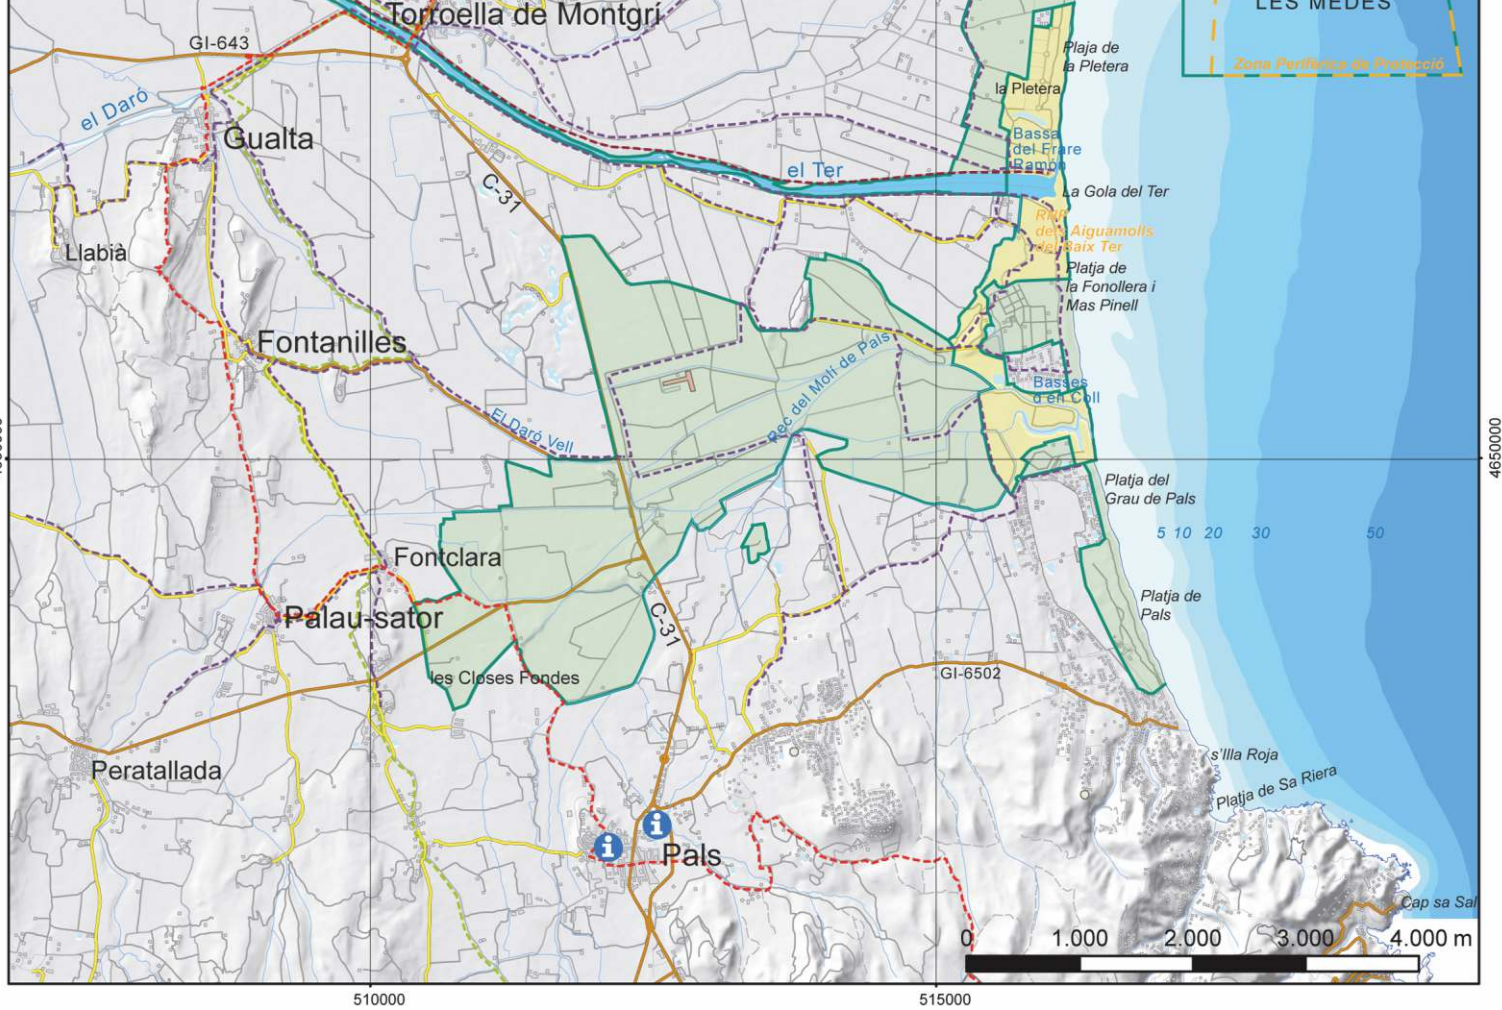 LES MEDES
Tortoella de Montgrí
GI-643
Plaja de
la Pletera
Zona Perifèrica de Protecció
la Pletera
el Daró
Gualta
Bassa
del Frare
Ramón
el Ter
C-31
La Gola del Ter
RNP
dels Aiguamolls
del Baix Ter
Llabià
Platja de
la Fonollera i
Mas Pinell
Fontanilles
Rec del Molí de Pals
Basses
d'en Coll
El Daró Vell
4650000
Platja del
Grau de Pals
5 10 20 30 50
Fontclara
Platja de
Pals
Palau-sator
C-31
les Closes Fondes
GI-6502
Peratallada
s'Illa Roja
Platja de Sa Riera
i
i
Pals
Cap sa Sal
0 1.000 2.000 3.000 4.000 m
510000
515000